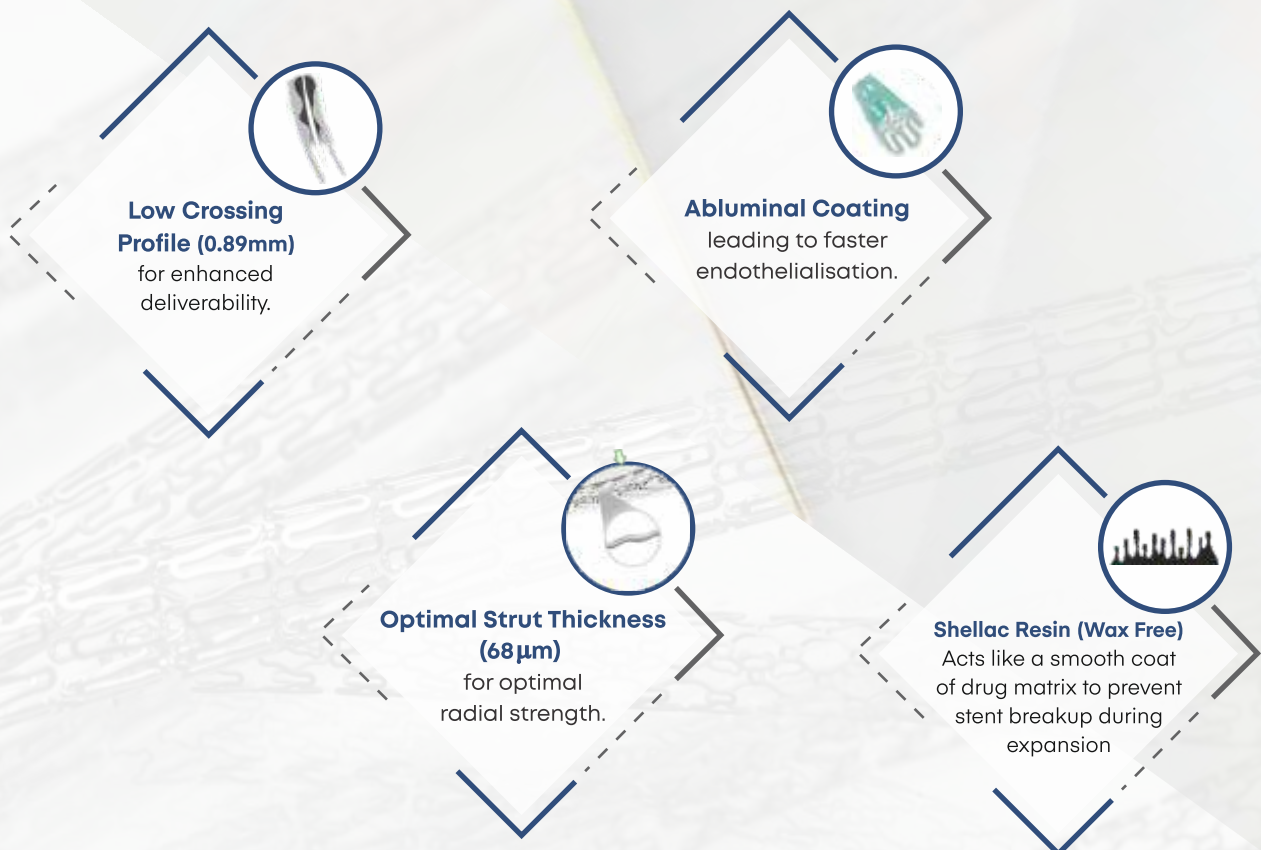 Low Crossing
Profile (0.89mm)
for enhanced
deliverability.
Abluminal Coating
leading to faster
endothelialisation.
Optimal Strut Thickness
(68µm)
for optimal
radial strength.
Shellac Resin (Wax Free)
Acts like a smooth coat
of drug matrix to prevent
stent breakup during
expansion